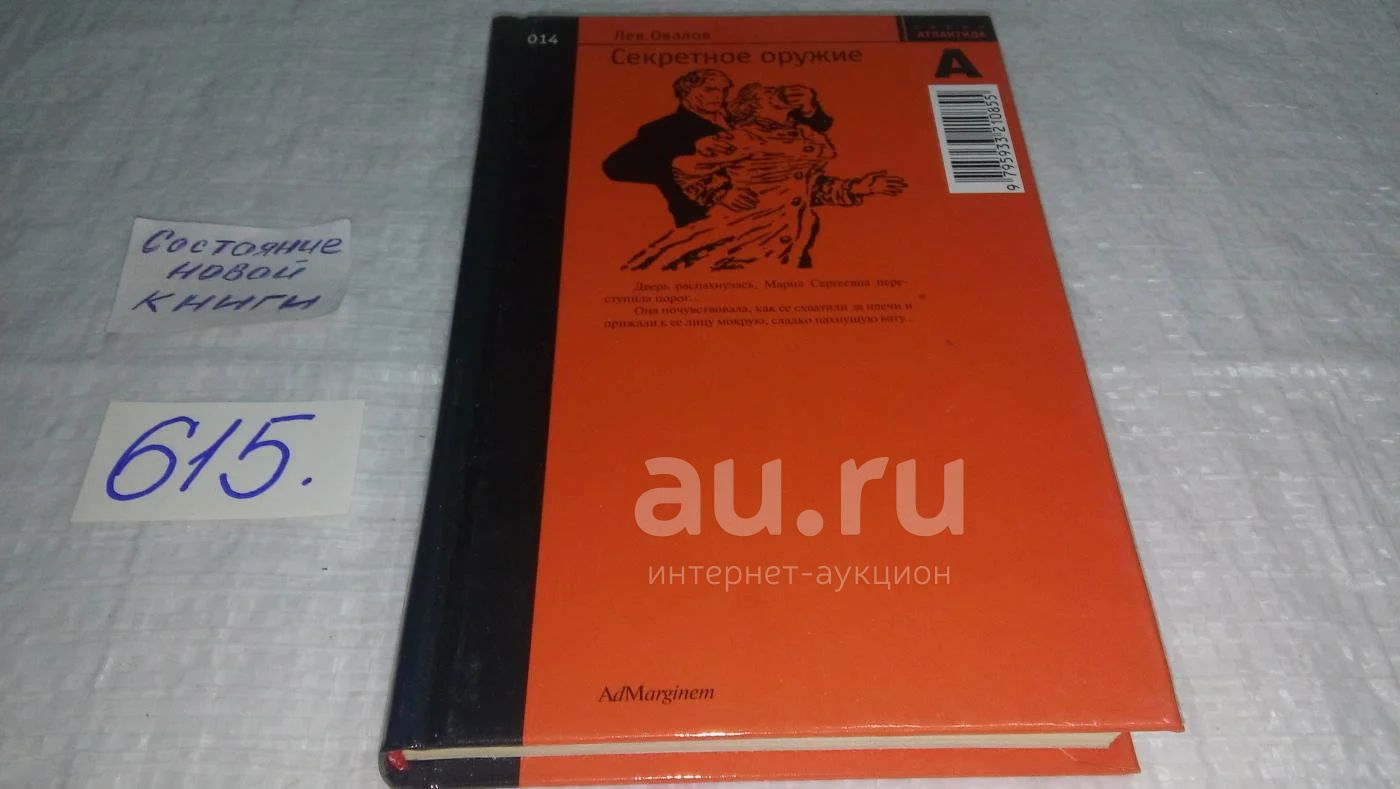 014
Лев Овалов
Секретное оружие
серия
АТЛАНТИДА
А
9 795933 210855
Дверь распахнулась, Мария Сергеевна пере-
ступила порог...
Она почувствовала, как ее схватили за плечи и
прижали к ее лицу мокрую, сладко пахнущую вату...
AdMarginem
Состояние
новой
книги
615.
au.ru
интернет-аукцион